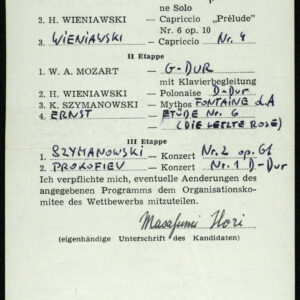 ne Solo
2. H. WIENIAWSKI — Capriccio „Prélude"
Nr. 6 op. 10
3. WIENIAWSKI — Capriccio Nr. 4
II Etappe
1. W. A. MOZART — G-DUR
mit Klavierbegleitung
2. H. WIENIAWSKI — Polonaise D-Dur
3. K. SZYMANOWSKI — Mythos FONTAINE d.A
4. ERNST — ETÜDE Nr. 6
(DIE LETZTE ROSE)
III Etappe
1. SZYMANOWSKI — Konzert Nr. 2 op. 61
2. PROKOFIEV — Konzert Nr. 1 D-Dur
Ich verpflichte mich, eventuelle Aenderungen des
angegebenen Programms dem Organisationsko-
mitee des Wettbewerbs mitzuteilen.
Masafumi Hori
(eigenhändige Unterschrift des Kandidaten)